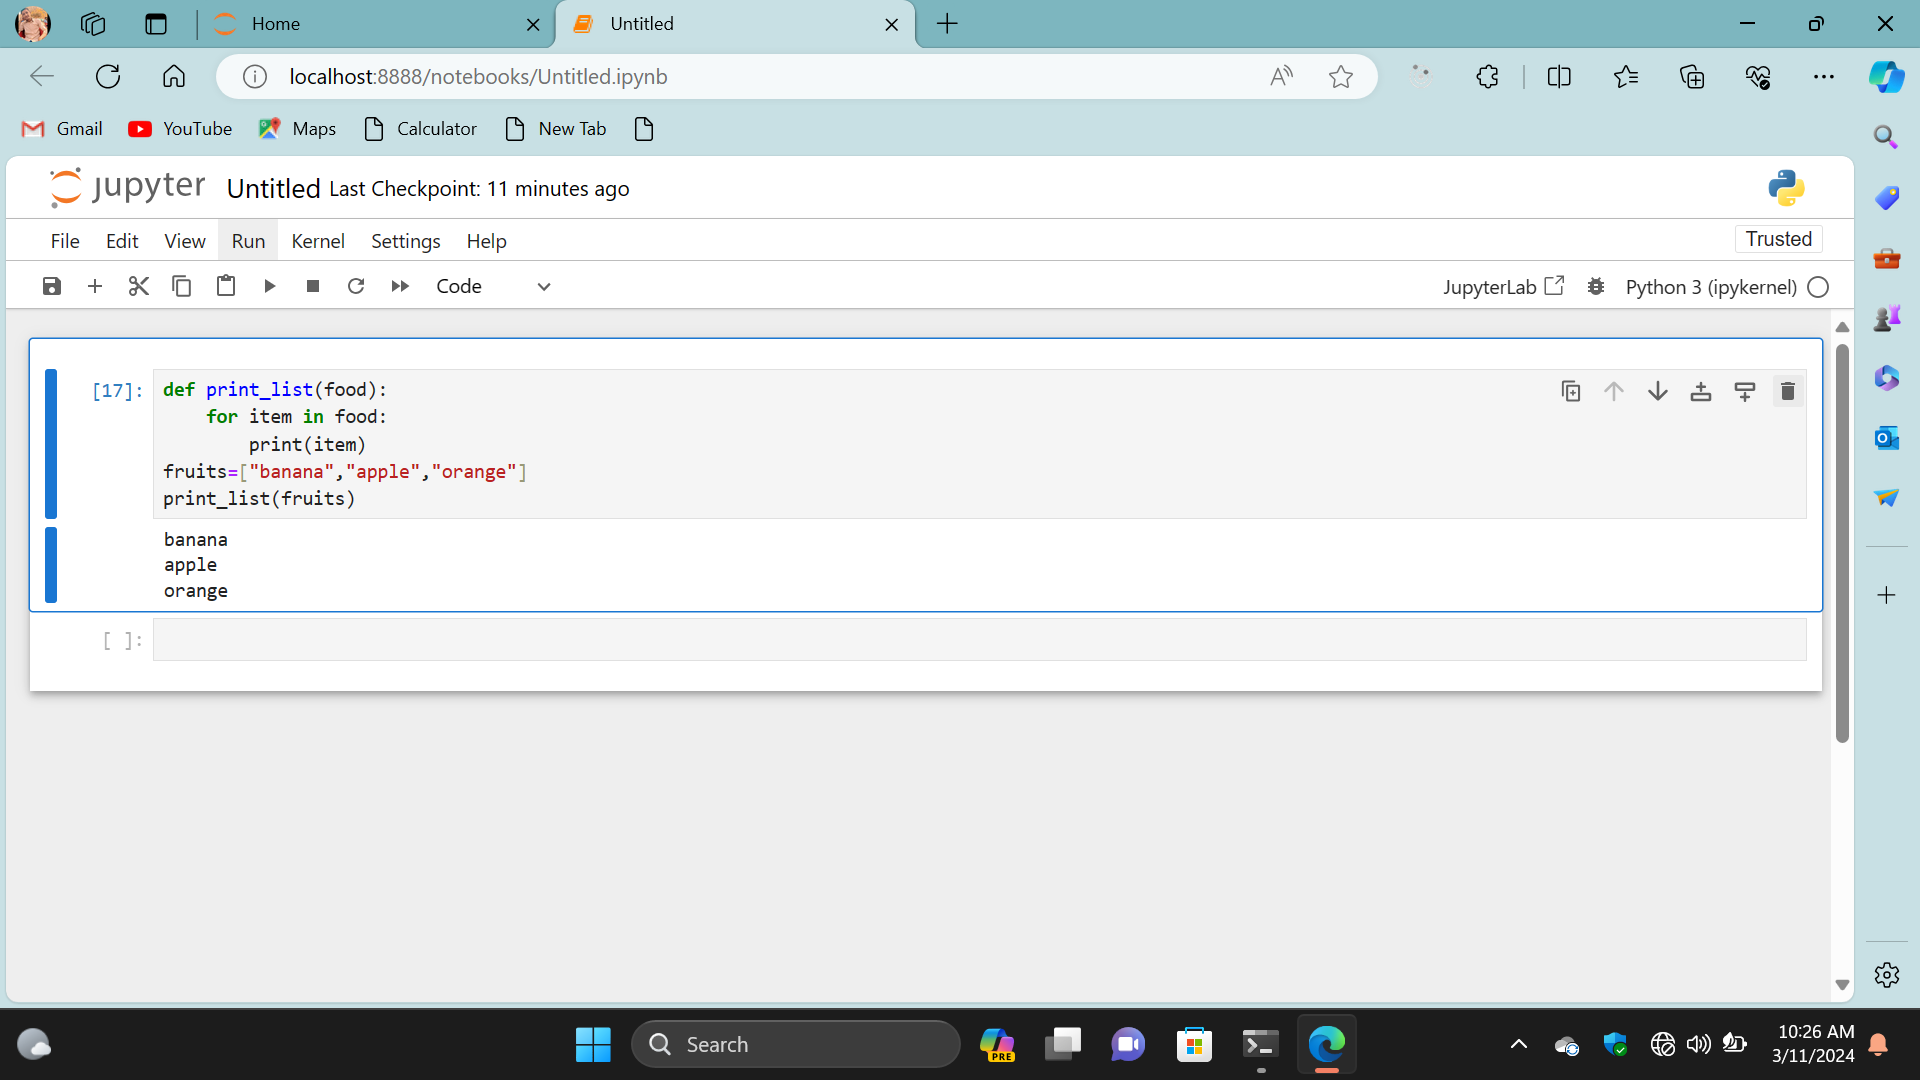 Home
Untitled
localhost:8888/notebooks/Untitled.ipynb
Gmail YouTube Maps Calculator New Tab
jupyter Untitled Last Checkpoint: 11 minutes ago
File Edit View Run Kernel Settings Help
Trusted
Code
JupyterLab Python 3 (ipykernel)
[17]:
def print_list(food):
    for item in food:
        print(item)
fruits=["banana","apple","orange"]
print_list(fruits)
banana
apple
orange
[ ]:
Search
PRE
10:26 AM
3/11/2024